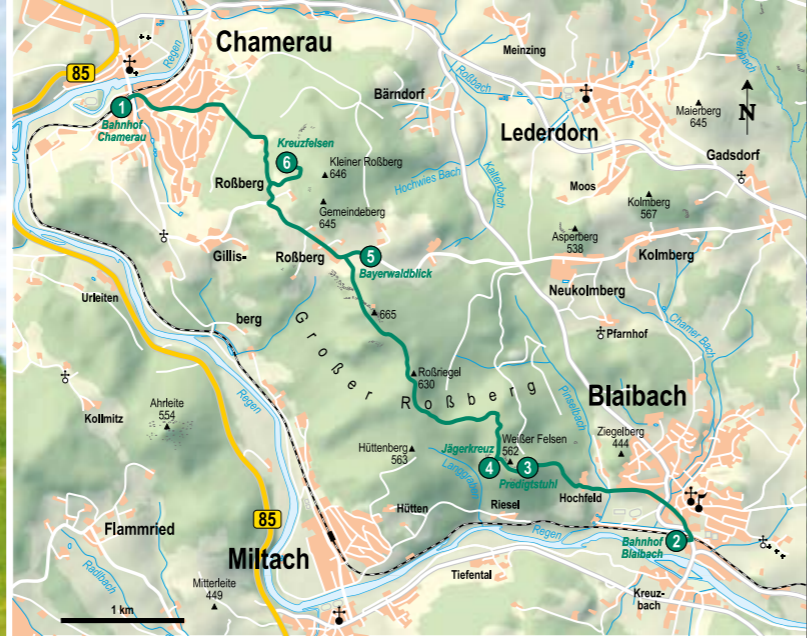 Chamerau
Regen
85
1
Bahnhof
Chamerau
Meinzing
Roßbach
Steinbach
Bärndorf
Lederdorn
Maierberg
645
N
Gadsdorf
Kreuzfelsen
6
Kleiner Roßberg
646
Roßberg
Hochwies Bach
Kaltenbach
Moos
Kolmberg
567
Gemeindeberg
645
Asperberg
538
Kolmberg
Gillis-
Roßberg
5
Bayerwaldblick
Neukolmberg
Urleiten
berg
665
Pfarnhof
Chamer Bach
Großer Roßberg
Roßriegel
630
Regen
Pinselbach
Blaibach
Kollmitz
Ahrleite
554
Ziegelberg
444
Hüttenberg
563
Jägerkreuz
4
Weißer Felsen
562
3
Predigtstuhl
Langgraben
Hochfeld
Riesel
Hütten
85
Flammried
Regen
Bahnhof
Blaibach
2
Miltach
Radlbach
Tiefental
Mitterleite
449
Kreuz-
bach
1 km